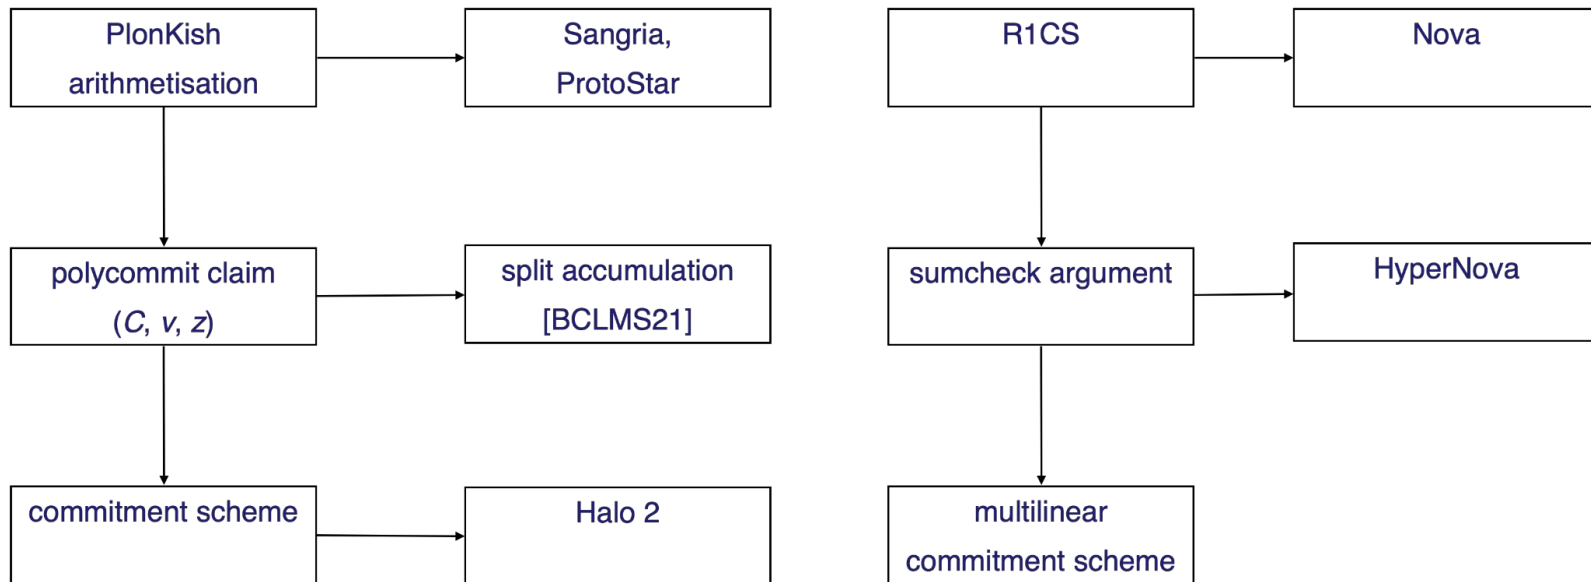 PlonKish
arithmetisation
Sangria,
ProtoStar
R1CS
Nova
polycommit claim
(C, v, z)
split accumulation
[BCLMS21]
sumcheck argument
HyperNova
commitment scheme
Halo 2
multilinear
commitment scheme